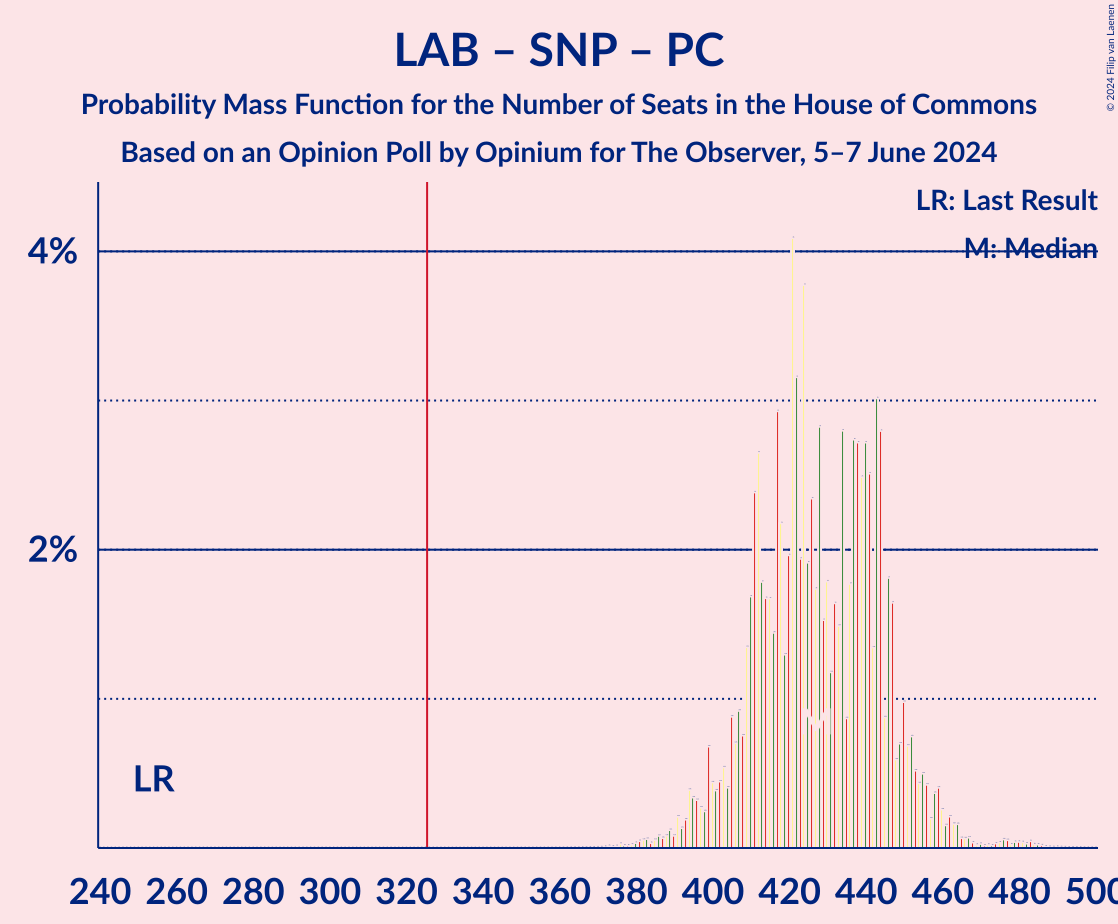 LAB – SNP – PC
Probability Mass Function for the Number of Seats in the House of Commons
Based on an Opinion Poll by Opinium for The Observer, 5–7 June 2024
© 2024 Filip van Laenen
LR: Last Result
M: Median
4%
2%
LR
240 260 280 300 320 340 360 380 400 420 440 460 480 500